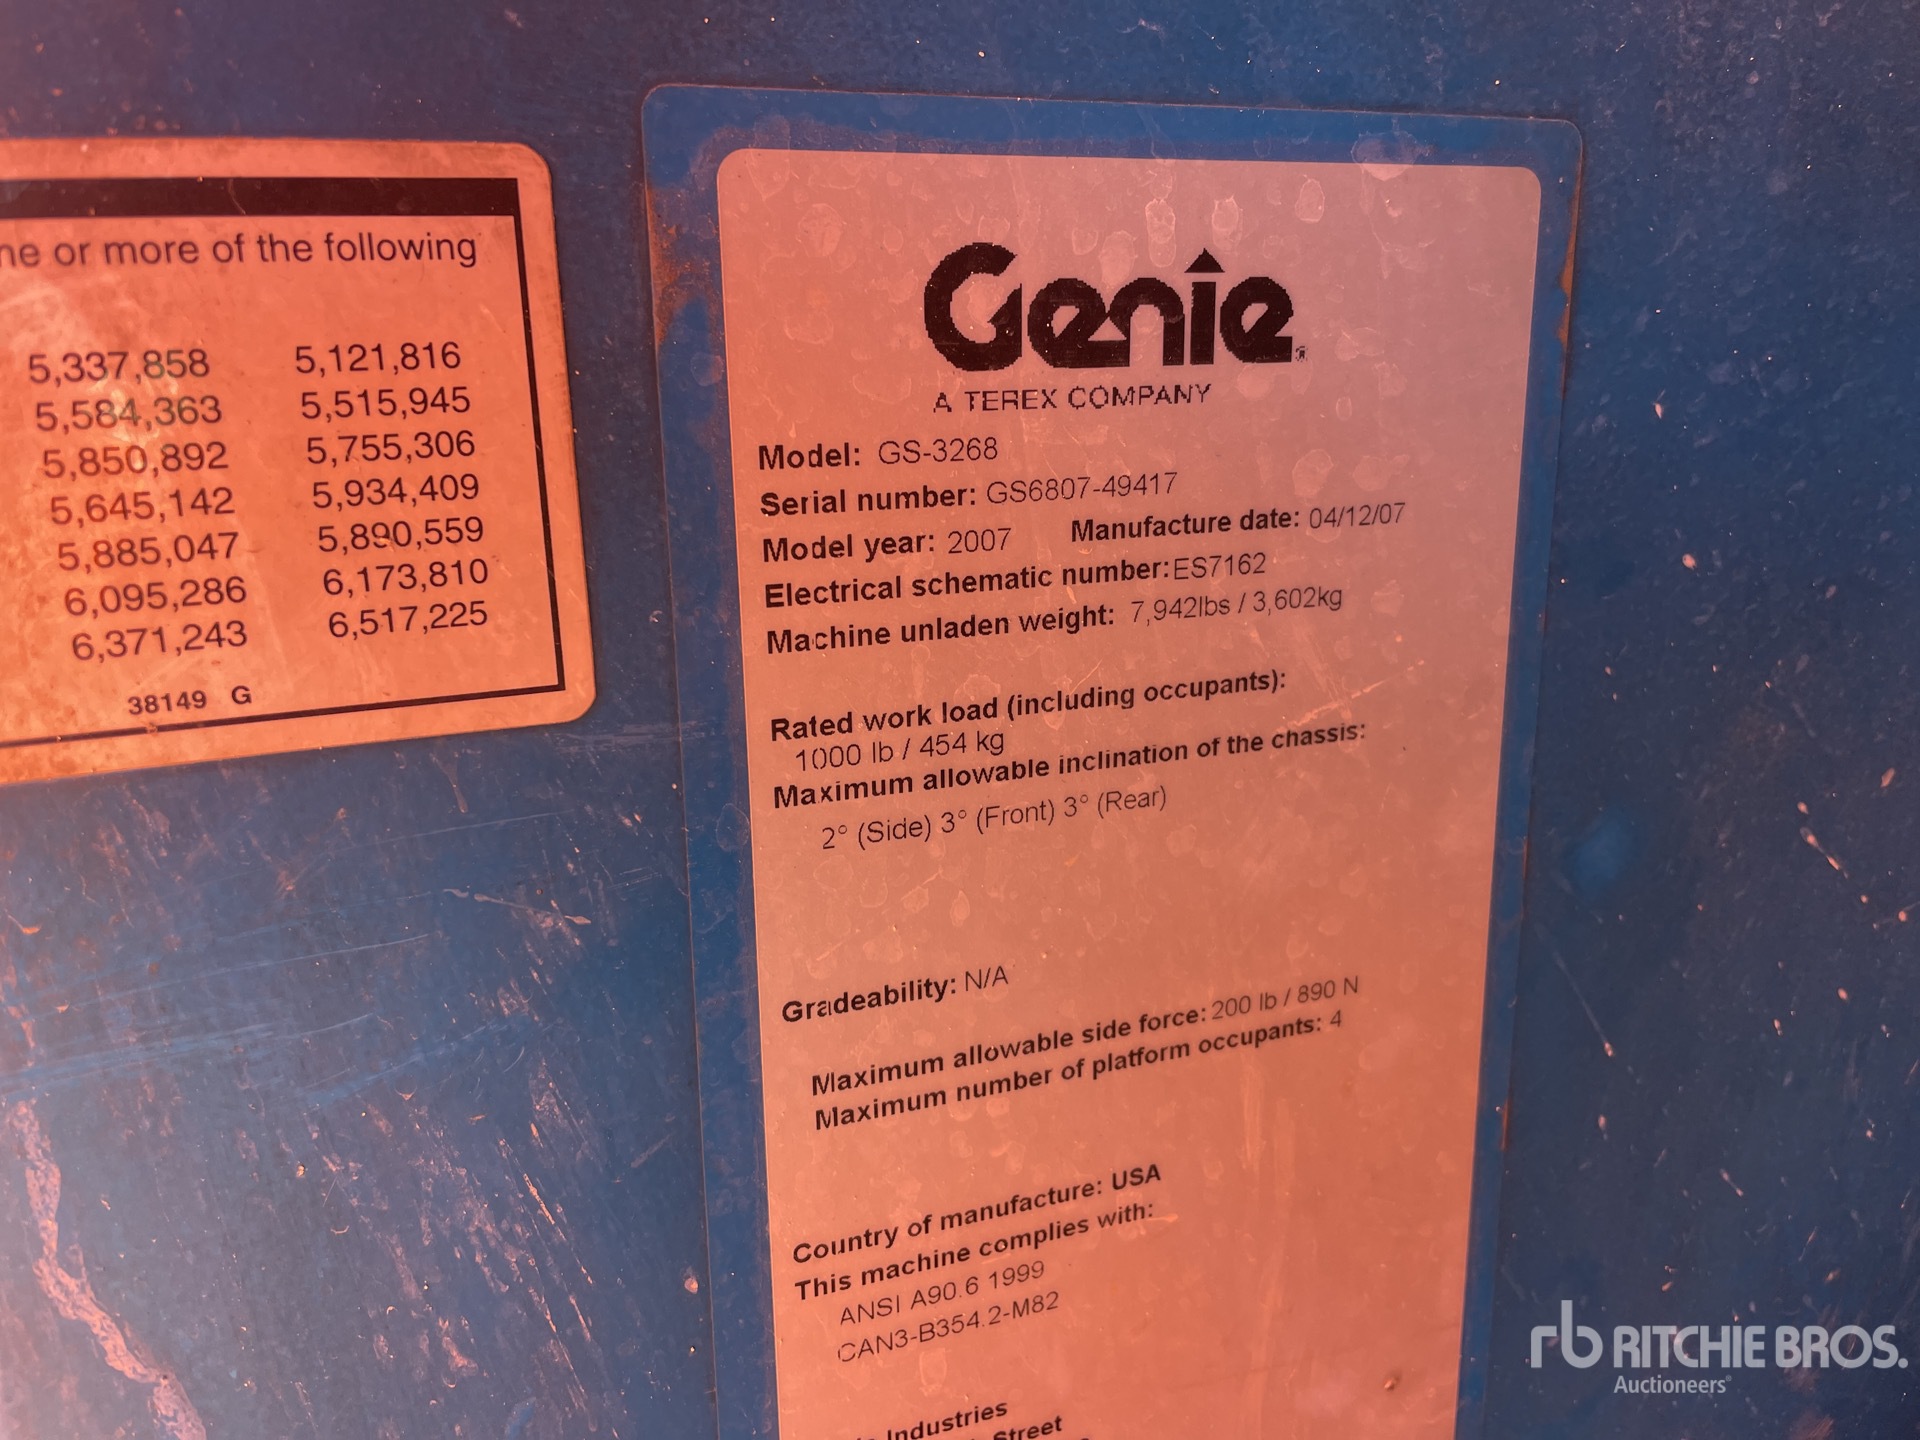 ne or more of the following
5,337,858 5,121,816
5,584,363 5,515,945
5,850,892 5,755,306
5,645,142 5,934,409
5,885,047 5,890,559
6,095,286 6,173,810
6,371,243 6,517,225
38149 G
Genie®
A TEREX COMPANY
Model: GS-3268
Serial number: GS6807-49417
Model year: 2007 Manufacture date: 04/12/07
Electrical schematic number:ES7162
Machine unladen weight: 7,942lbs / 3,602kg
Rated work load (including occupants):
1000 lb / 454 kg
Maximum allowable inclination of the chassis:
2° (Side) 3° (Front) 3° (Rear)
Gradeability: N/A
Maximum allowable side force: 200 lb / 890 N
Maximum number of platform occupants: 4
Country of manufacture: USA
This machine complies with:
ANSI A90.6 1999
CAN3-B354.2-M82
Industries
Street
rb RITCHIE BROS.
Auctioneers